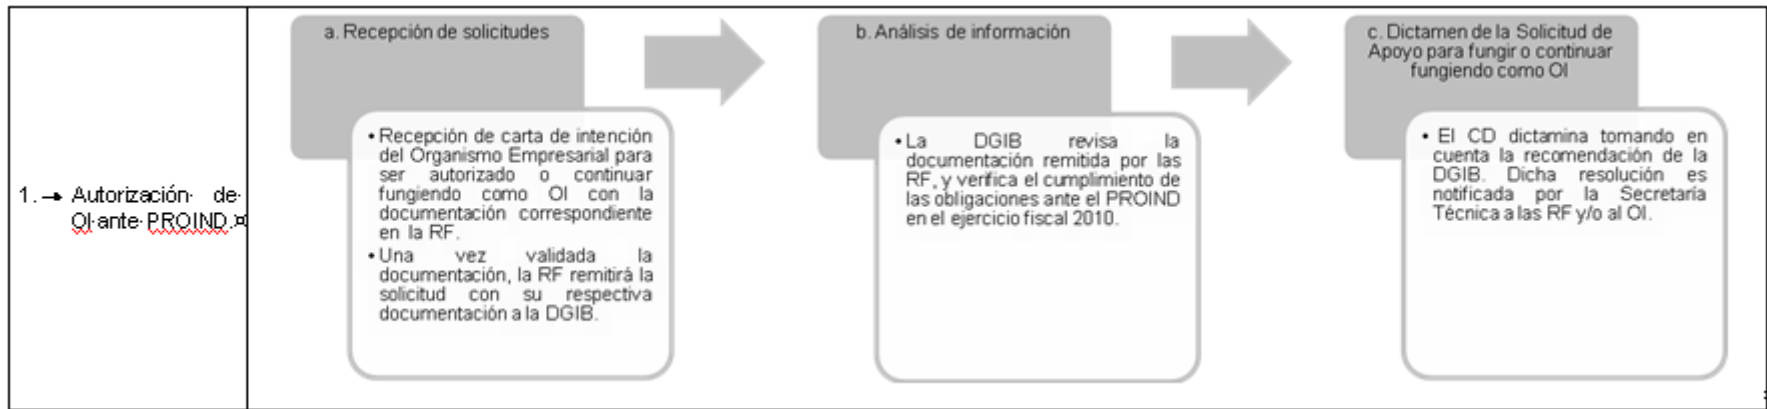 1. → Autorización de
OI ante PROIND.¤
a. Recepción de solicitudes
• Recepción de carta de intención
del Organismo Empresarial para
ser autorizado o continuar
fungiendo como OI con la
documentación correspondiente
en la RF.
• Una vez validada la
documentación, la RF remitirá la
solicitud con su respectiva
documentación a la DGIB.
b. Análisis de información
• La DGIB revisa la
documentación remitida por las
RF, y verifica el cumplimiento de
las obligaciones ante el PROIND
en el ejercicio fiscal 2010.
c. Dictamen de la Solicitud de
Apoyo para fungir o continuar
fungiendo como OI
• El CD dictamina tomando en
cuenta la recomendación de la
DGIB. Dicha resolución es
notificada por la Secretaría
Técnica a las RF y/o al OI.